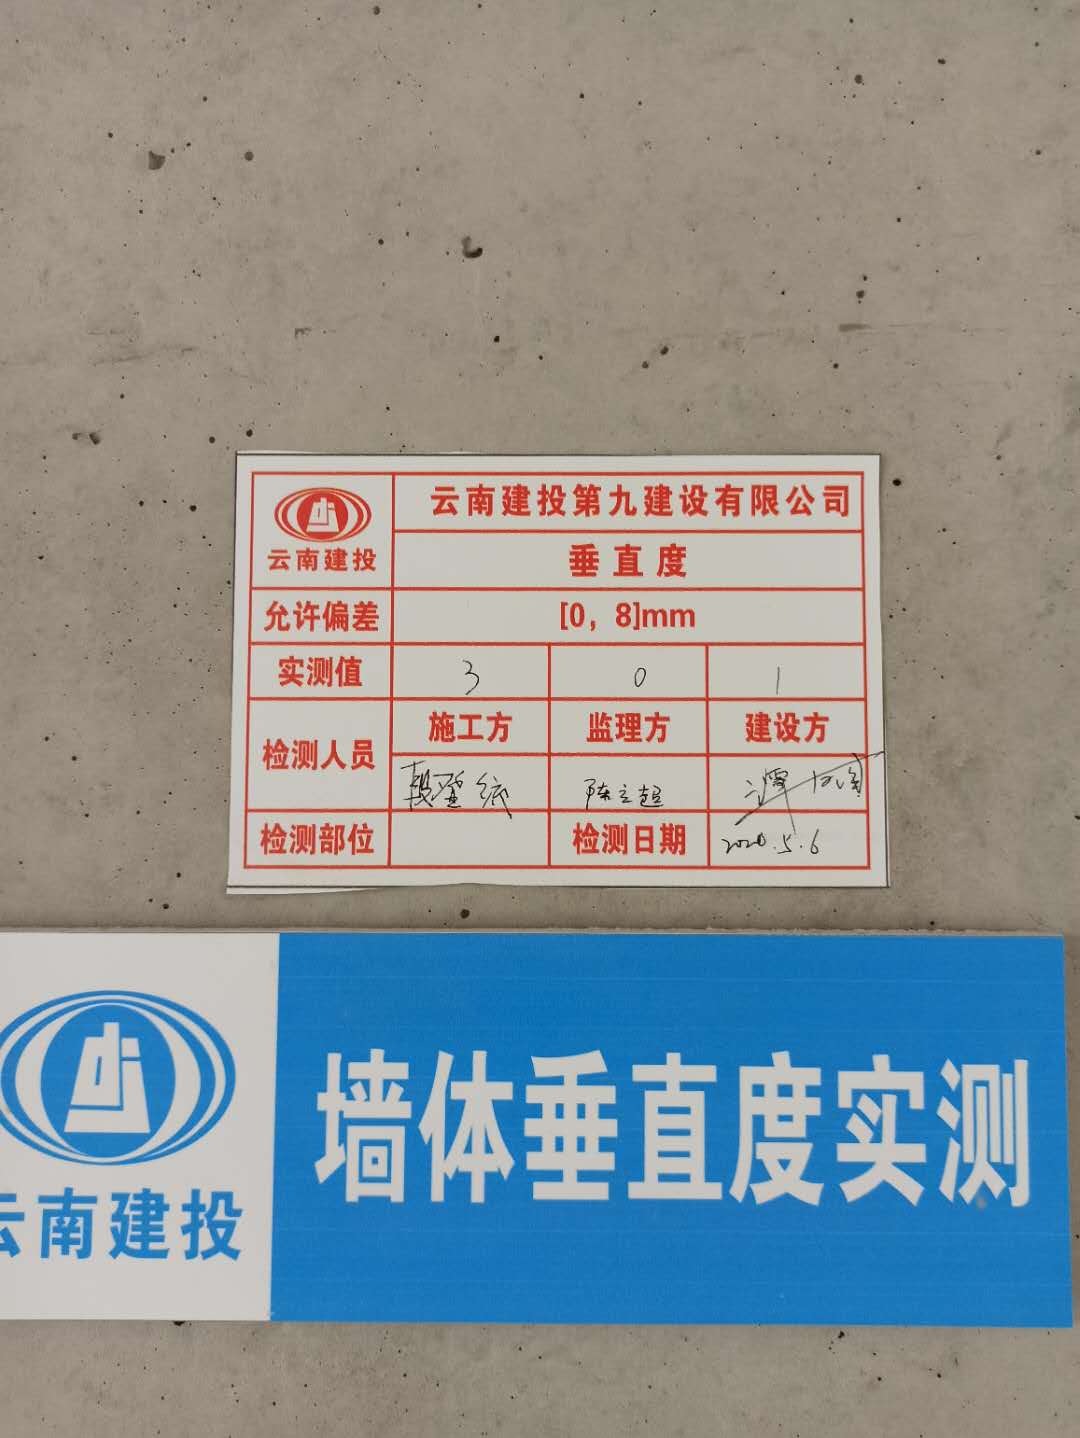 云南建投
云南建投第九建设有限公司
垂直度
允许偏差 [0，8]mm
实测值 3 0 1
检测人员 施工方 监理方 建设方
陈立超
检测部位 检测日期 2020.5.6
云南建投
墙体垂直度实测